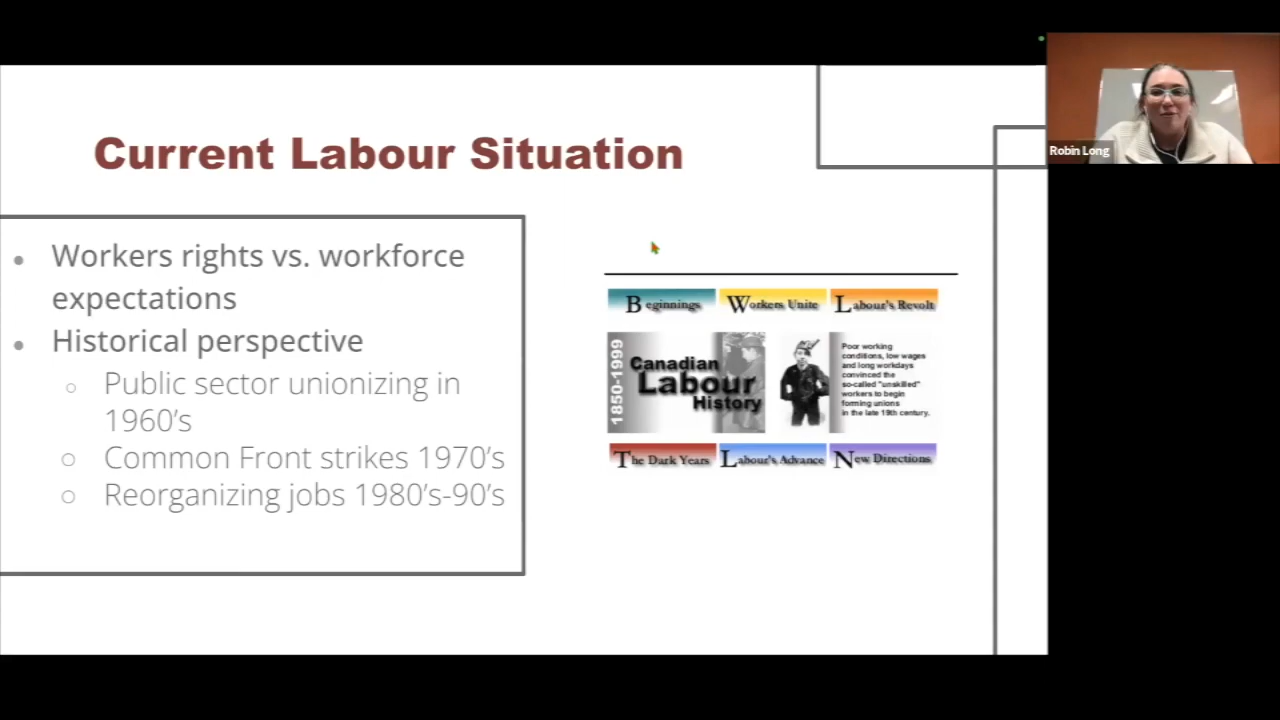 Current Labour Situation
Workers rights vs. workforce
expectations
Historical perspective
Public sector unionizing in
1960's
Common Front strikes 1970's
Reorganizing jobs 1980's-90's
Beginnings
Workers Unite
Labour's Revolt
1850-1999
Canadian
Labour
History
Poor working
conditions, low wages
and long workdays
convinced the
so-called "unskilled"
workers to begin
forming unions
in the late 19th century.
The Dark Years
Labour's Advance
New Directions
Robin Long